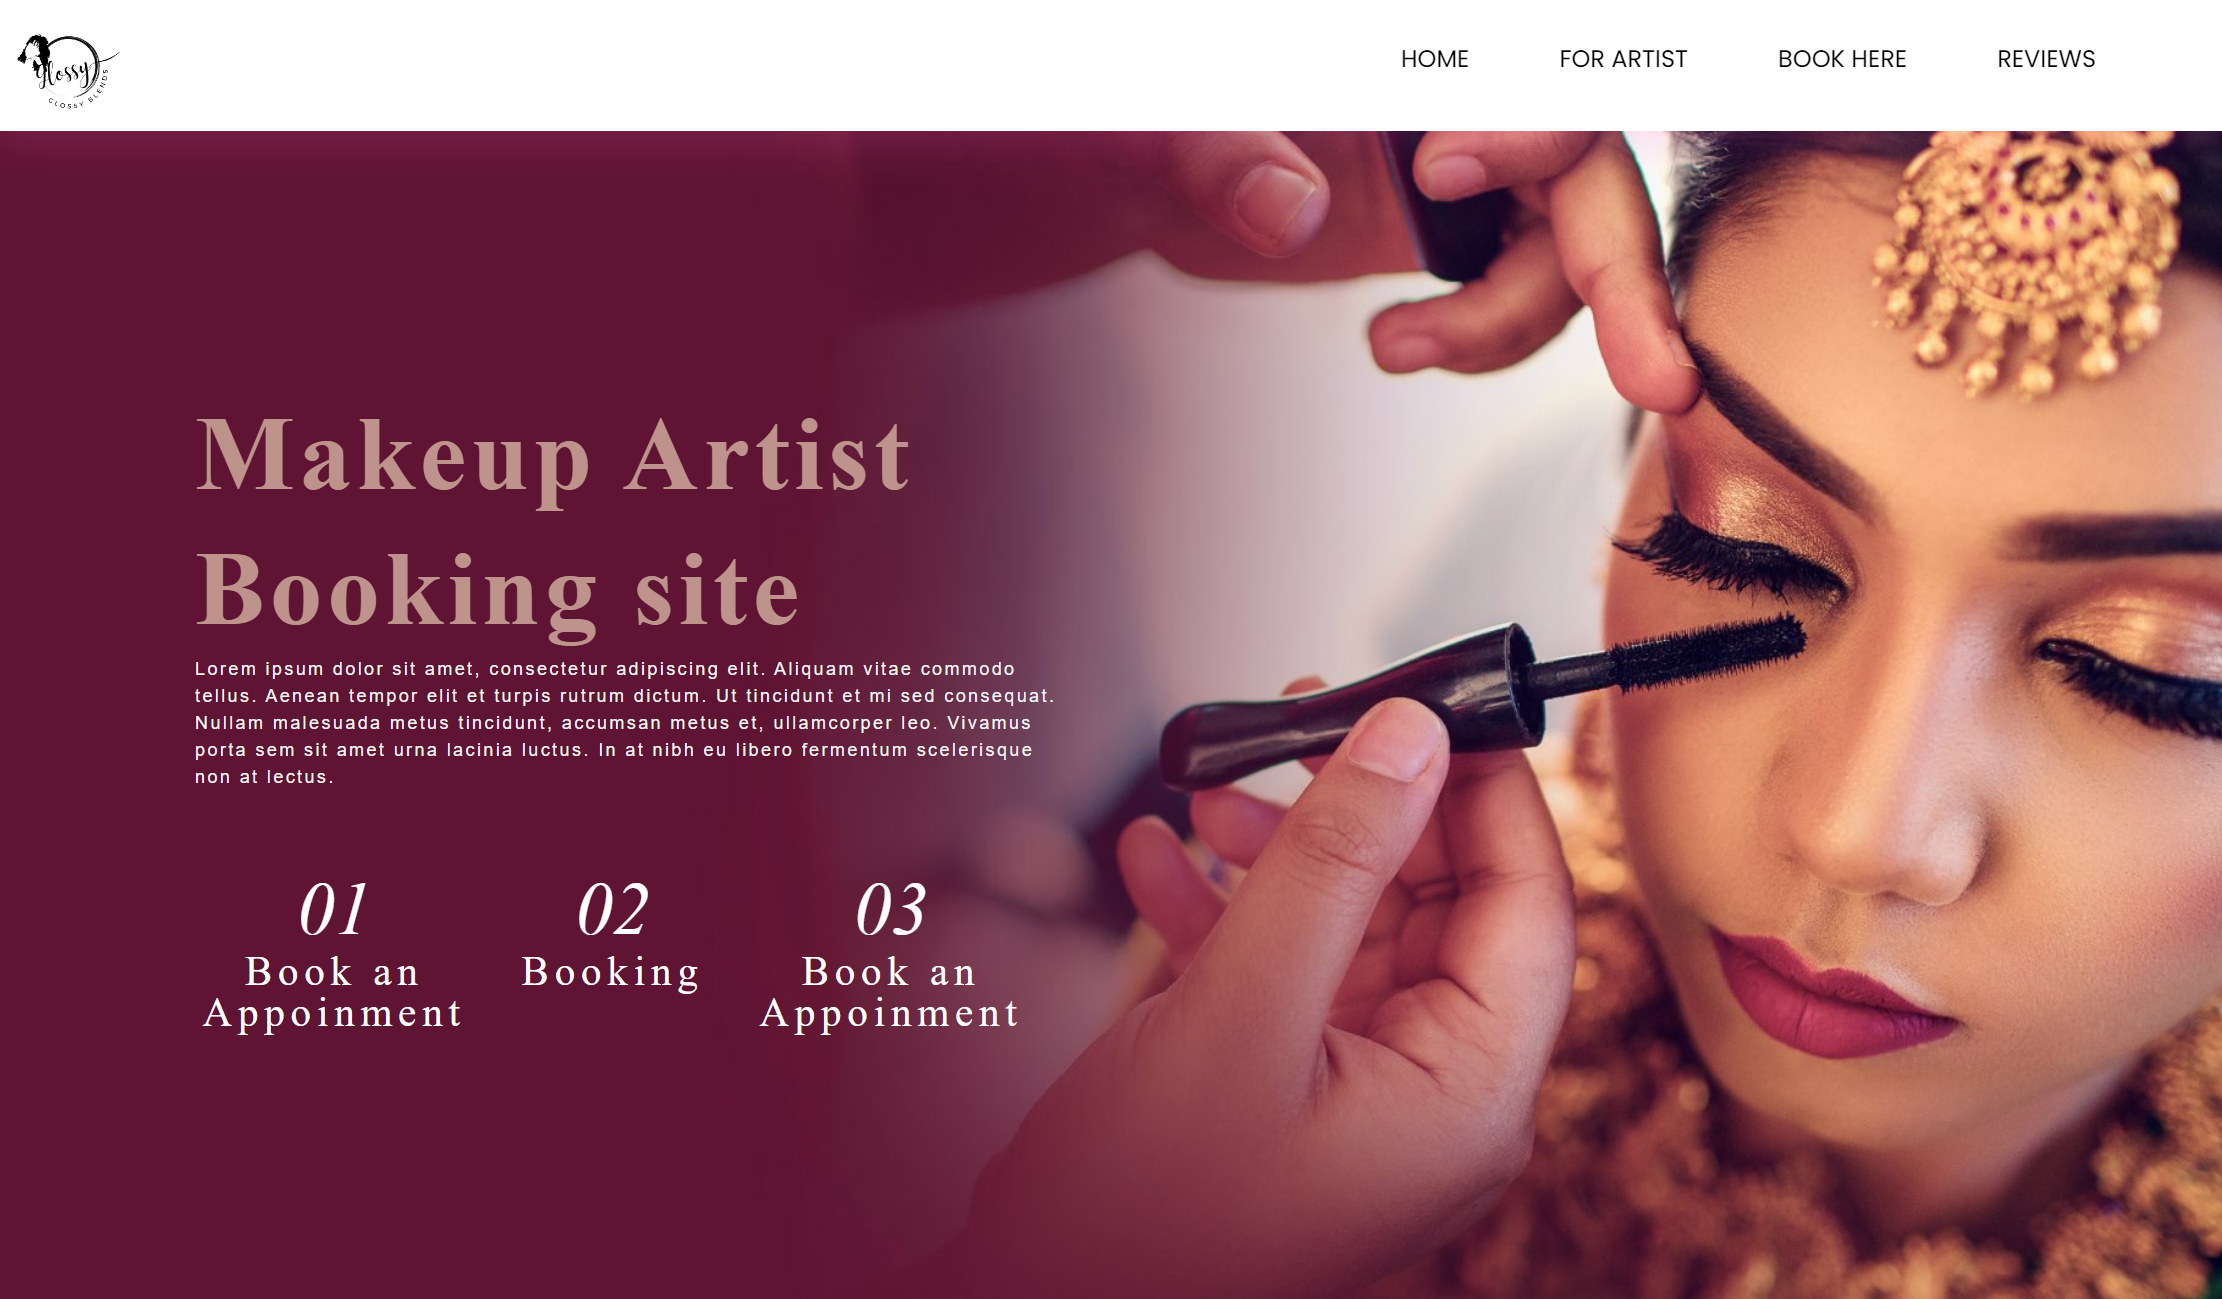 Glossy
GLOSSY BLENDS
HOME
FOR ARTIST
BOOK HERE
REVIEWS
Makeup Artist
Booking site
Lorem ipsum dolor sit amet, consectetur adipiscing elit. Aliquam vitae commodo
tellus. Aenean tempor elit et turpis rutrum dictum. Ut tincidunt et mi sed consequat.
Nullam malesuada metus tincidunt, accumsan metus et, ullamcorper leo. Vivamus
porta sem sit amet urna lacinia luctus. In at nibh eu libero fermentum scelerisque
non at lectus.
01
Book an
Appoinment
02
Booking
03
Book an
Appoinment